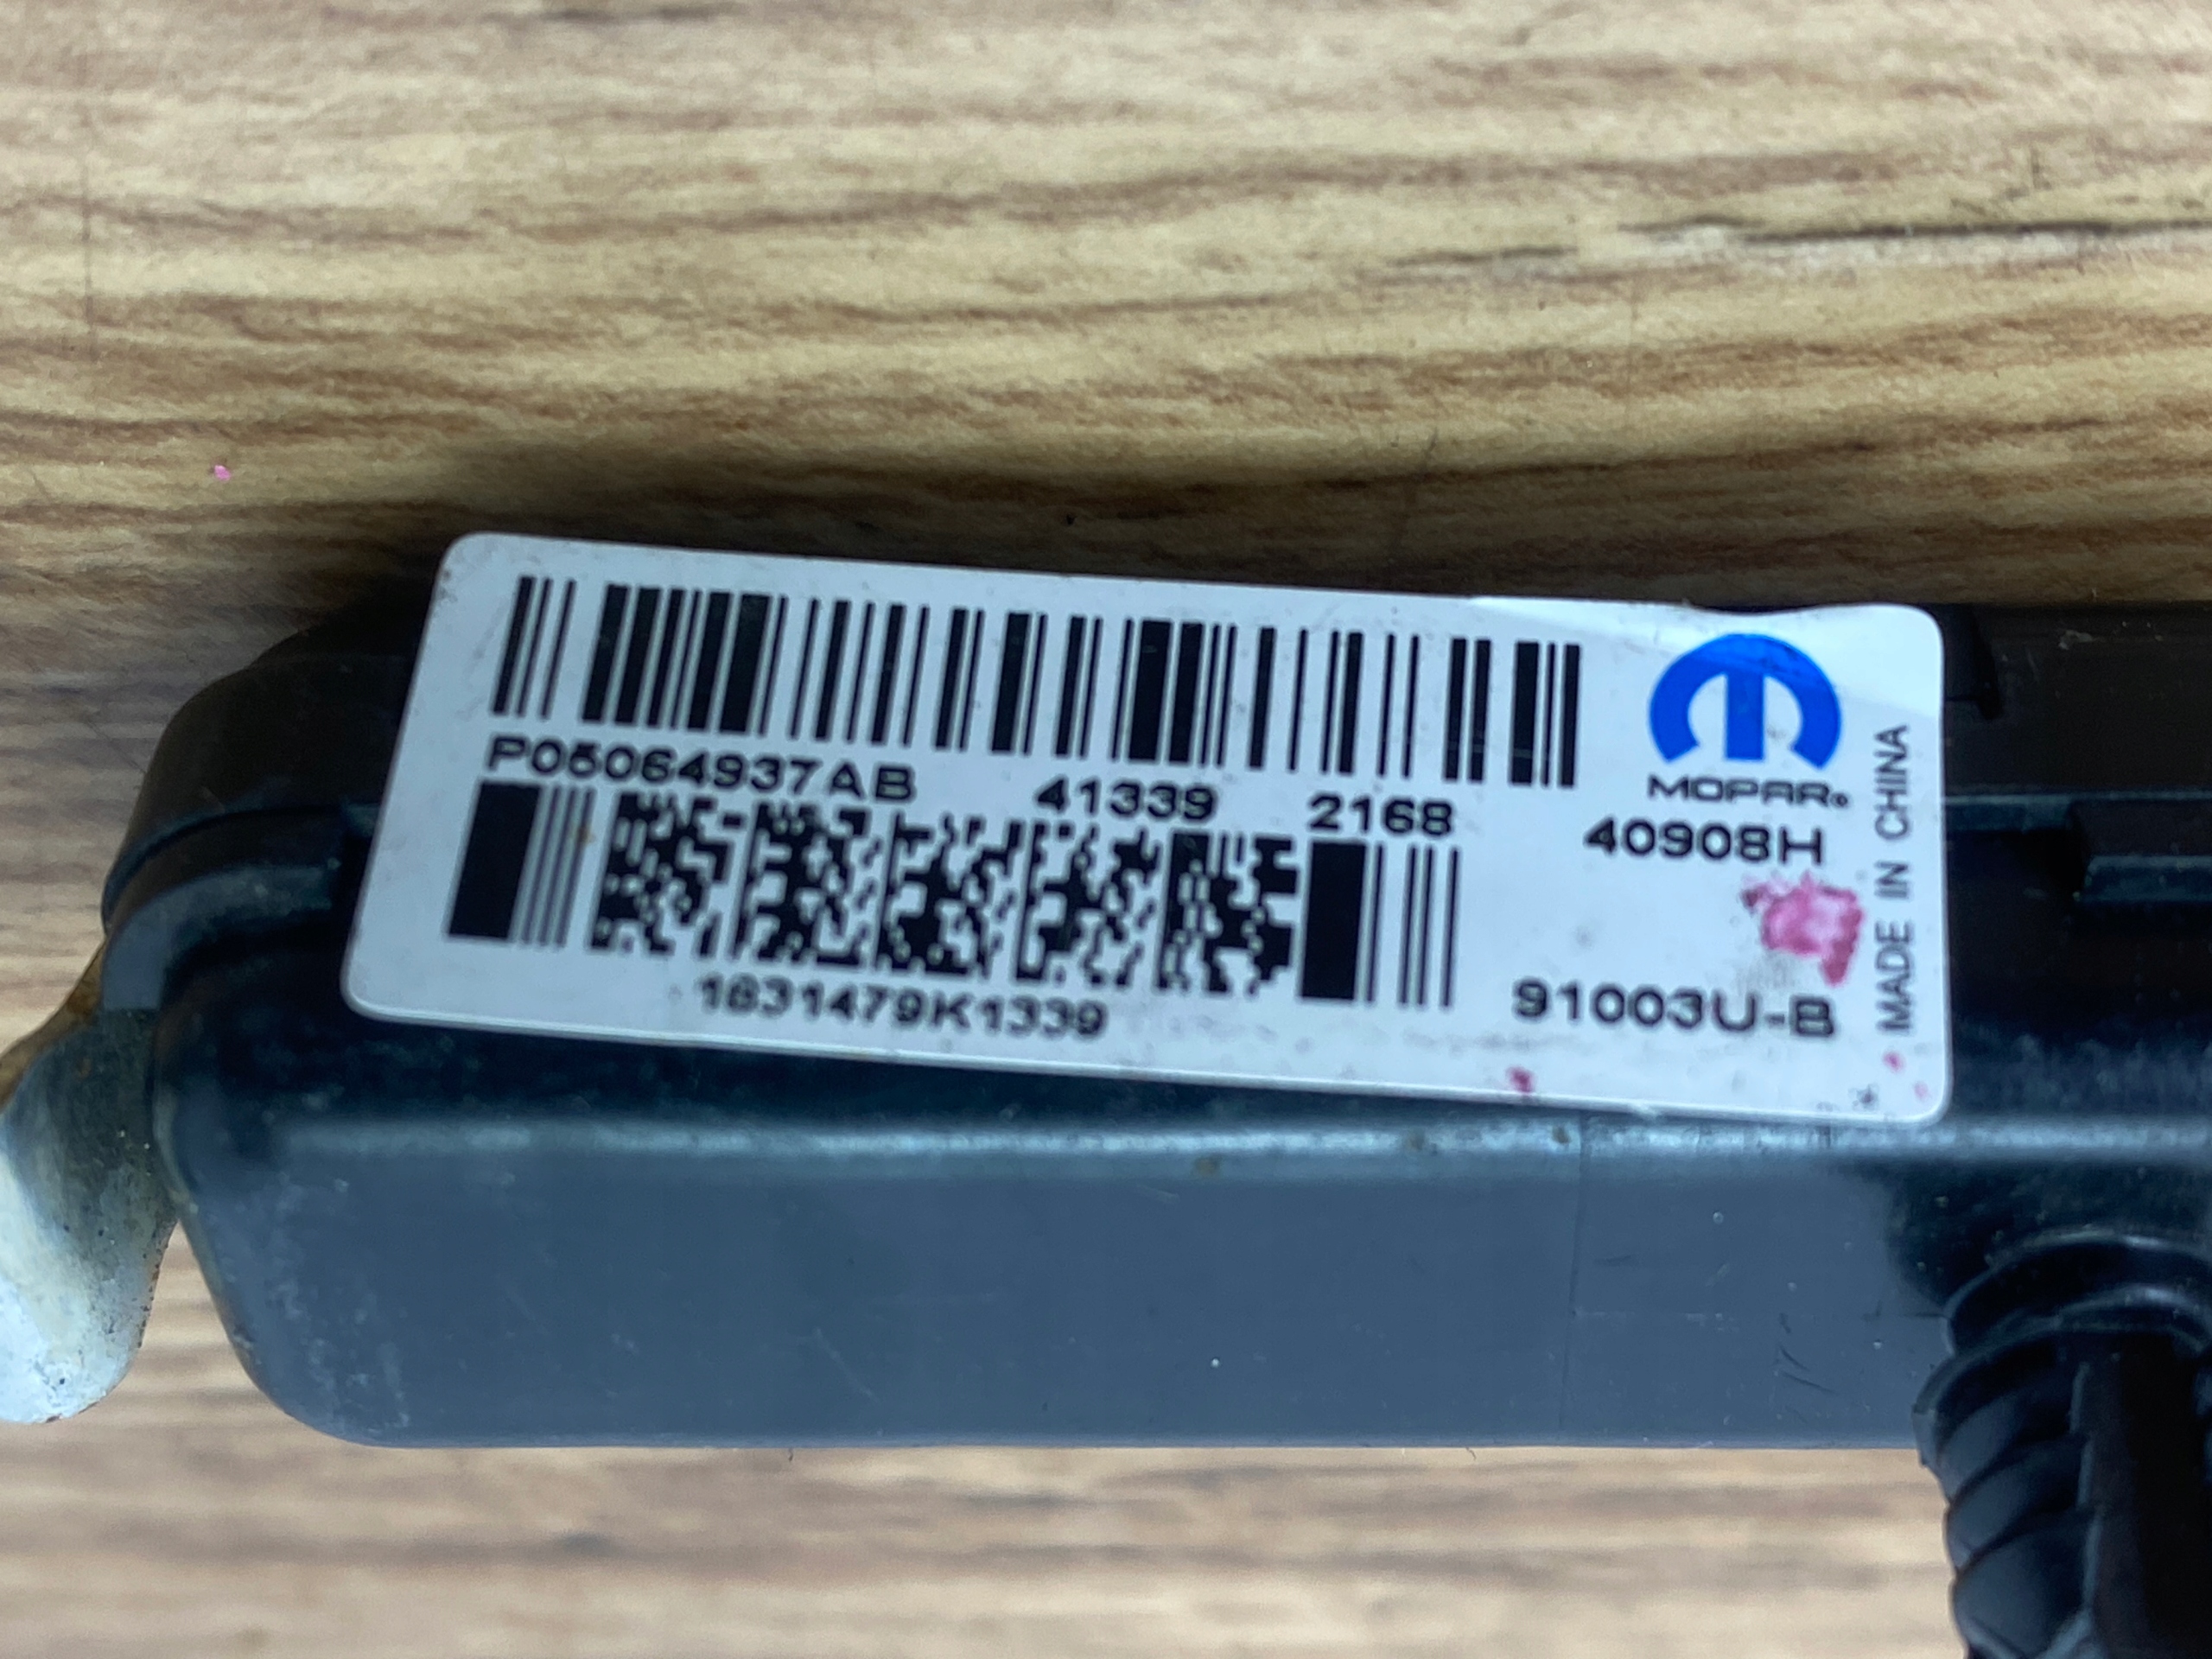 P05064937AB 41339 2168
MOPAR®
40908H
1831479K1339
91003U-B
MADE IN CHINA